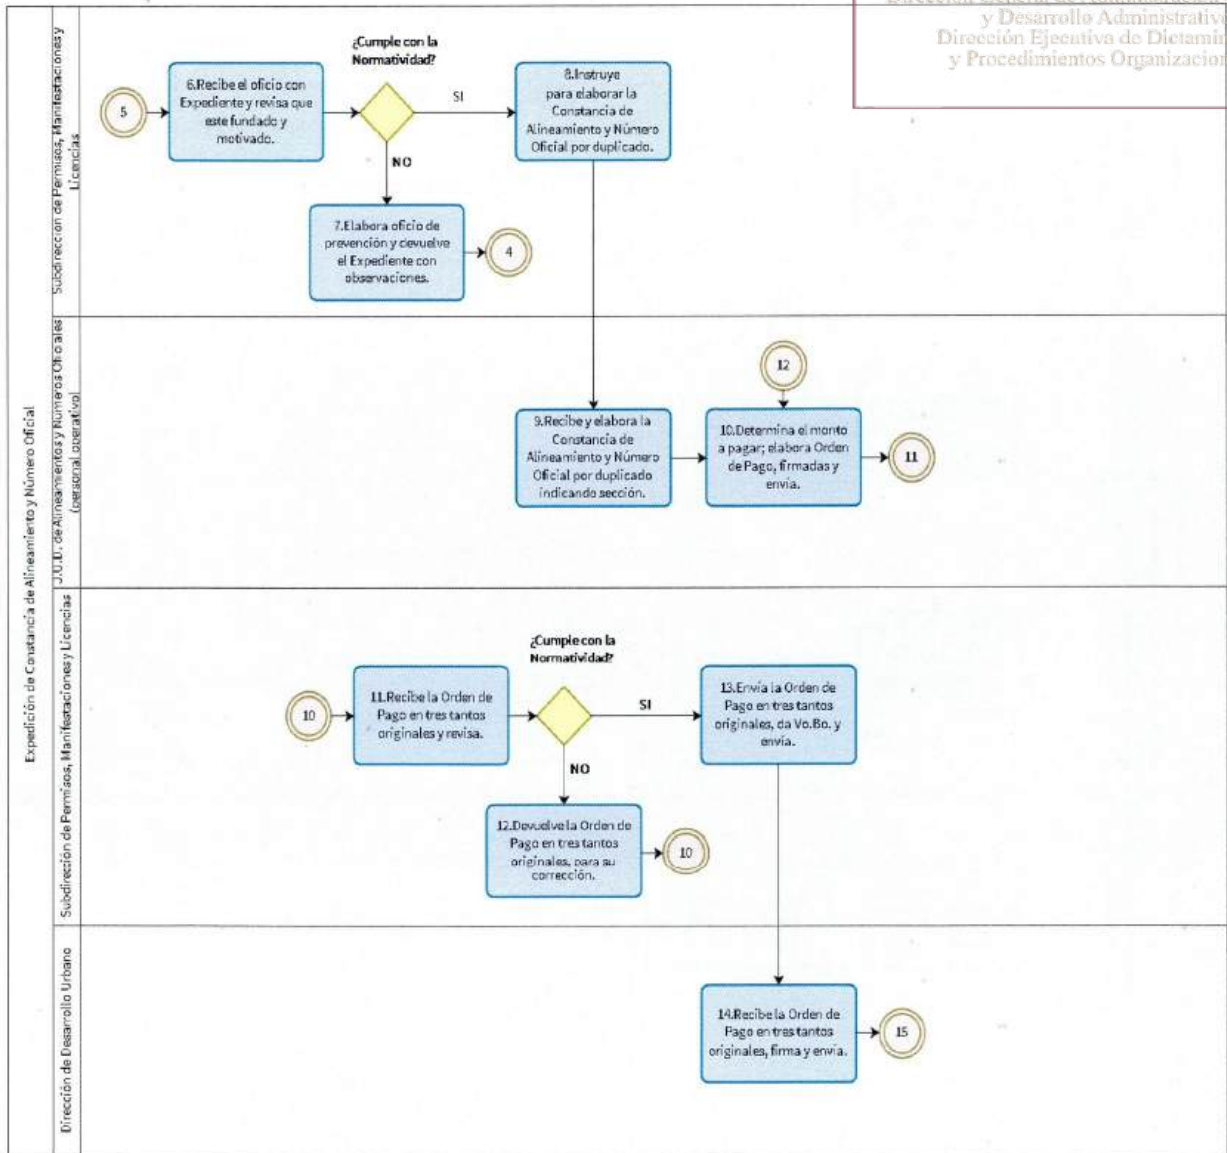 y Desarrollo Administrativo
Dirección Ejecutiva de Dictamin
y Procedimientos Organizacion
Expedición de Constancia de Alineamiento y Número Oficial
Subdirección de Permisos, Manifestaciones y
Licencias
¿Cumple con la
Normatividad?
5
6.Recibe el oficio con
Expediente y revisa que
este fundado y
motivado.
SI
8.Instruye
para elaborar la
Constancia de
Alineamiento y Número
Oficial por duplicado.
NO
7.Elabora oficio de
prevención y devuelve
el Expediente con
observaciones.
4
J.U.D. de Alineamientos y Números Oficiales
(personal operativo)
12
9.Recibe y elabora la
Constancia de
Alineamiento y Número
Oficial por duplicado
indicando sección.
10.Determina el monto
a pagar; elabora Orden
de Pago, firmadas y
envía.
11
Subdirección de Permisos, Manifestaciones y Licencias
¿Cumple con la
Normatividad?
10
11.Recibe la Orden de
Pago en tres tantos
originales y revisa.
SI
13.Envía la Orden de
Pago en tres tantos
originales, da Vo.Bo. y
envía.
NO
12.Devuelve la Orden de
Pago en tres tantos
originales, para su
corrección.
10
Dirección de Desarrollo Urbano
14.Recibe la Orden de
Pago en tres tantos
originales, firma y envía.
15